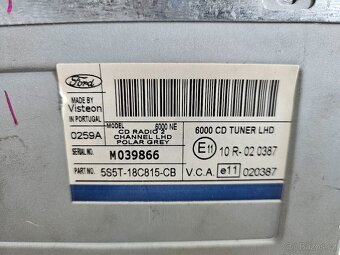 Ford
Made by
Visteon
IN PORTUGAL
0259A
MODEL
6000 NE
CD RADIO 2
CHANNEL LHD
POLAR GREY
6000 CD TUNER LHD
SERIAL NO.
M039866
E11 10 R- 02 0387
PART NO.
5S5T-18C815-CB
V.C.A. e11 020387